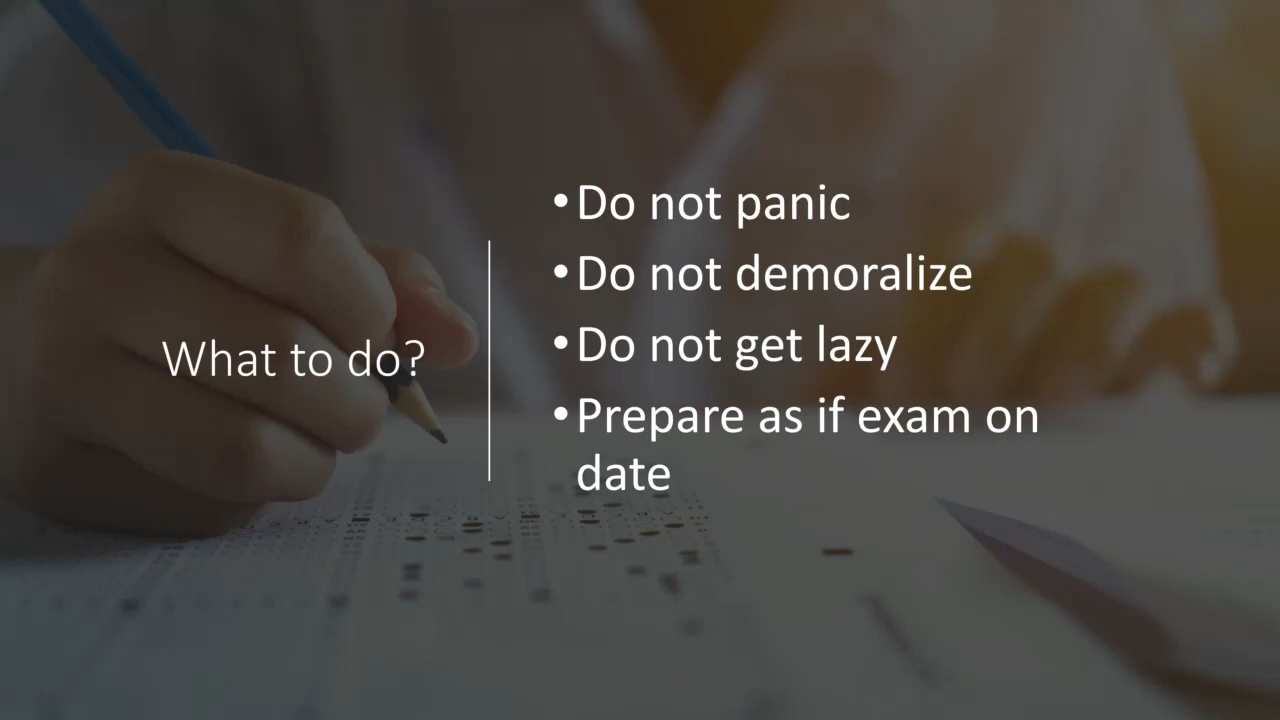 What to do?
•Do not panic
•Do not demoralize
•Do not get lazy
•Prepare as if exam on
date